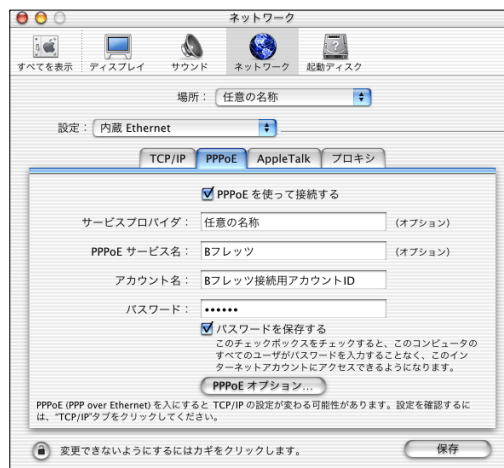 ネットワーク
すべてを表示 ディスプレイ サウンド ネットワーク 起動ディスク
場所： 任意の名称
設定： 内蔵 Ethernet
TCP/IP PPPoE AppleTalk プロキシ
PPPoE を使って接続する
サービスプロバイダ： 任意の名称 (オプション)
PPPoE サービス名： Bフレッツ (オプション)
アカウント名： Bフレッツ接続用アカウントID
パスワード： ••••••
パスワードを保存する
このチェックボックスをチェックすると、このコンピュータの
すべてのユーザがパスワードを入力することなく、このイン
ターネットアカウントにアクセスできるようになります。
PPPoE オプション...
PPPoE (PPP over Ethernet) を入にすると TCP/IP の設定が変わる可能性があります。設定を確認するに
は、“TCP/IP”タブをクリックしてください。
変更できないようにするにはカギをクリックします。 保存